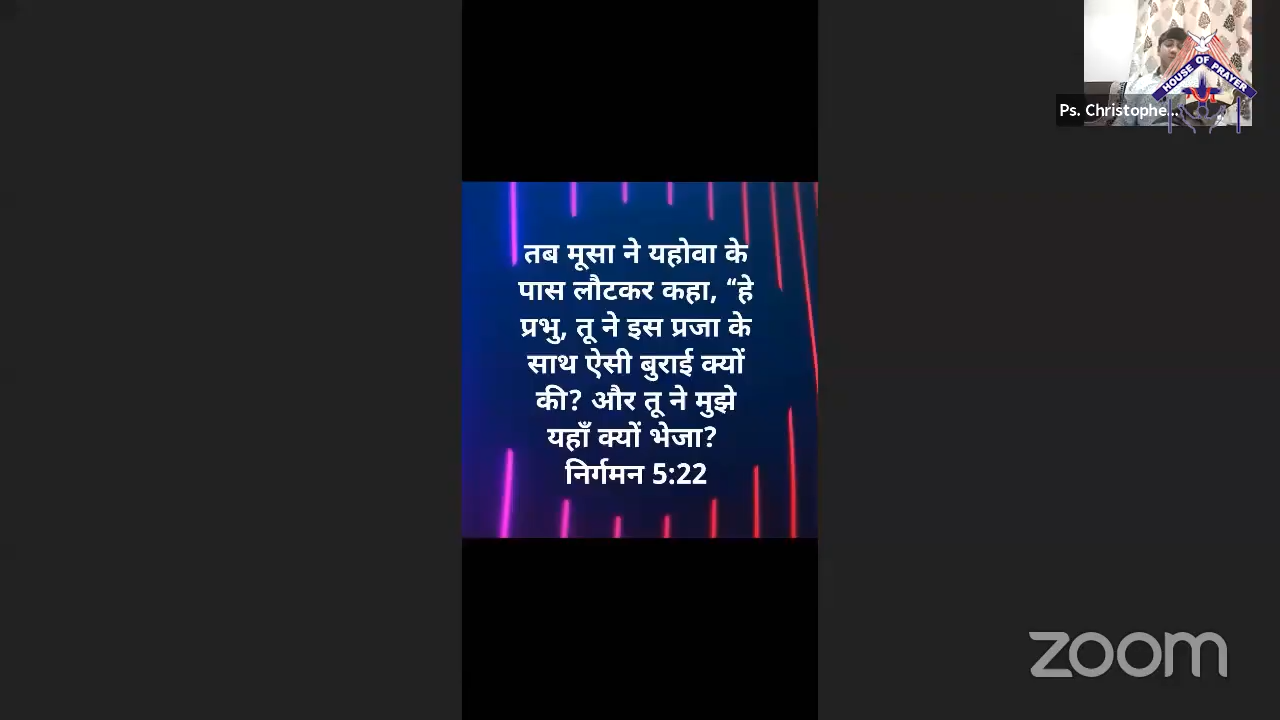 HOUSE OF PRAYER
Ps. Christophe...
तब मूसा ने यहोवा के
पास लौटकर कहा, “हे
प्रभु, तू ने इस प्रजा के
साथ ऐसी बुराई क्यों
की? और तू ने मुझे
यहाँ क्यों भेजा?
निर्गमन 5:22
zoom